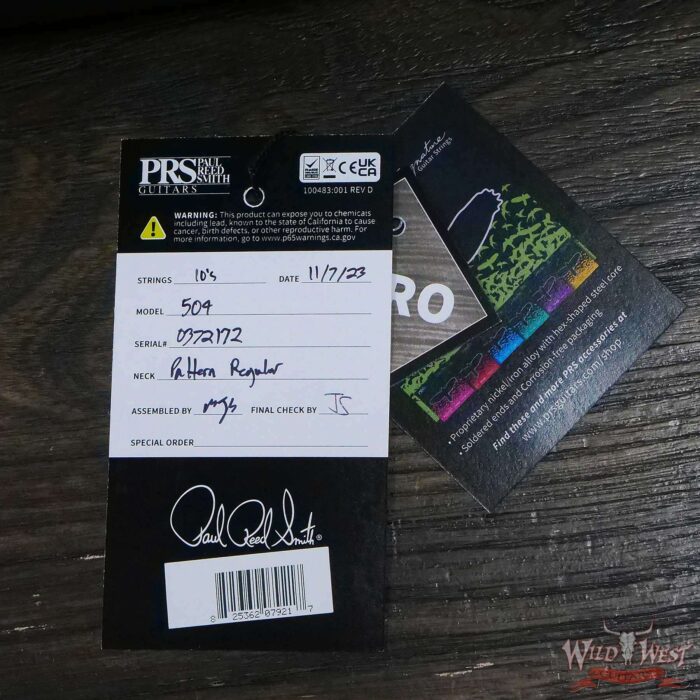 PRS PAUL REED SMITH
GUITARS
CE UK CA
100483:001 REV D
WARNING: This product can expose you to chemicals
including lead, known to the state of California to cause
cancer, birth defects, or other reproductive harm. For
more information, go to www.p65warnings.ca.gov
STRINGS 10's DATE 11/7/23
MODEL 509
SERIAL# 0372172
NECK Pattern Regular
ASSEMBLED BY FINAL CHECK BY JS
SPECIAL ORDER
Paul Reed Smith®
8 25362 07921 7
Guitar Strings
RO
• Proprietary nickel/iron alloy with hex-shaped steel core
• Soldered ends and Corrosion-free packaging
Find these and more PRS accessories at
www.prsguitars.com/shop
WILD WEST
GUITARS